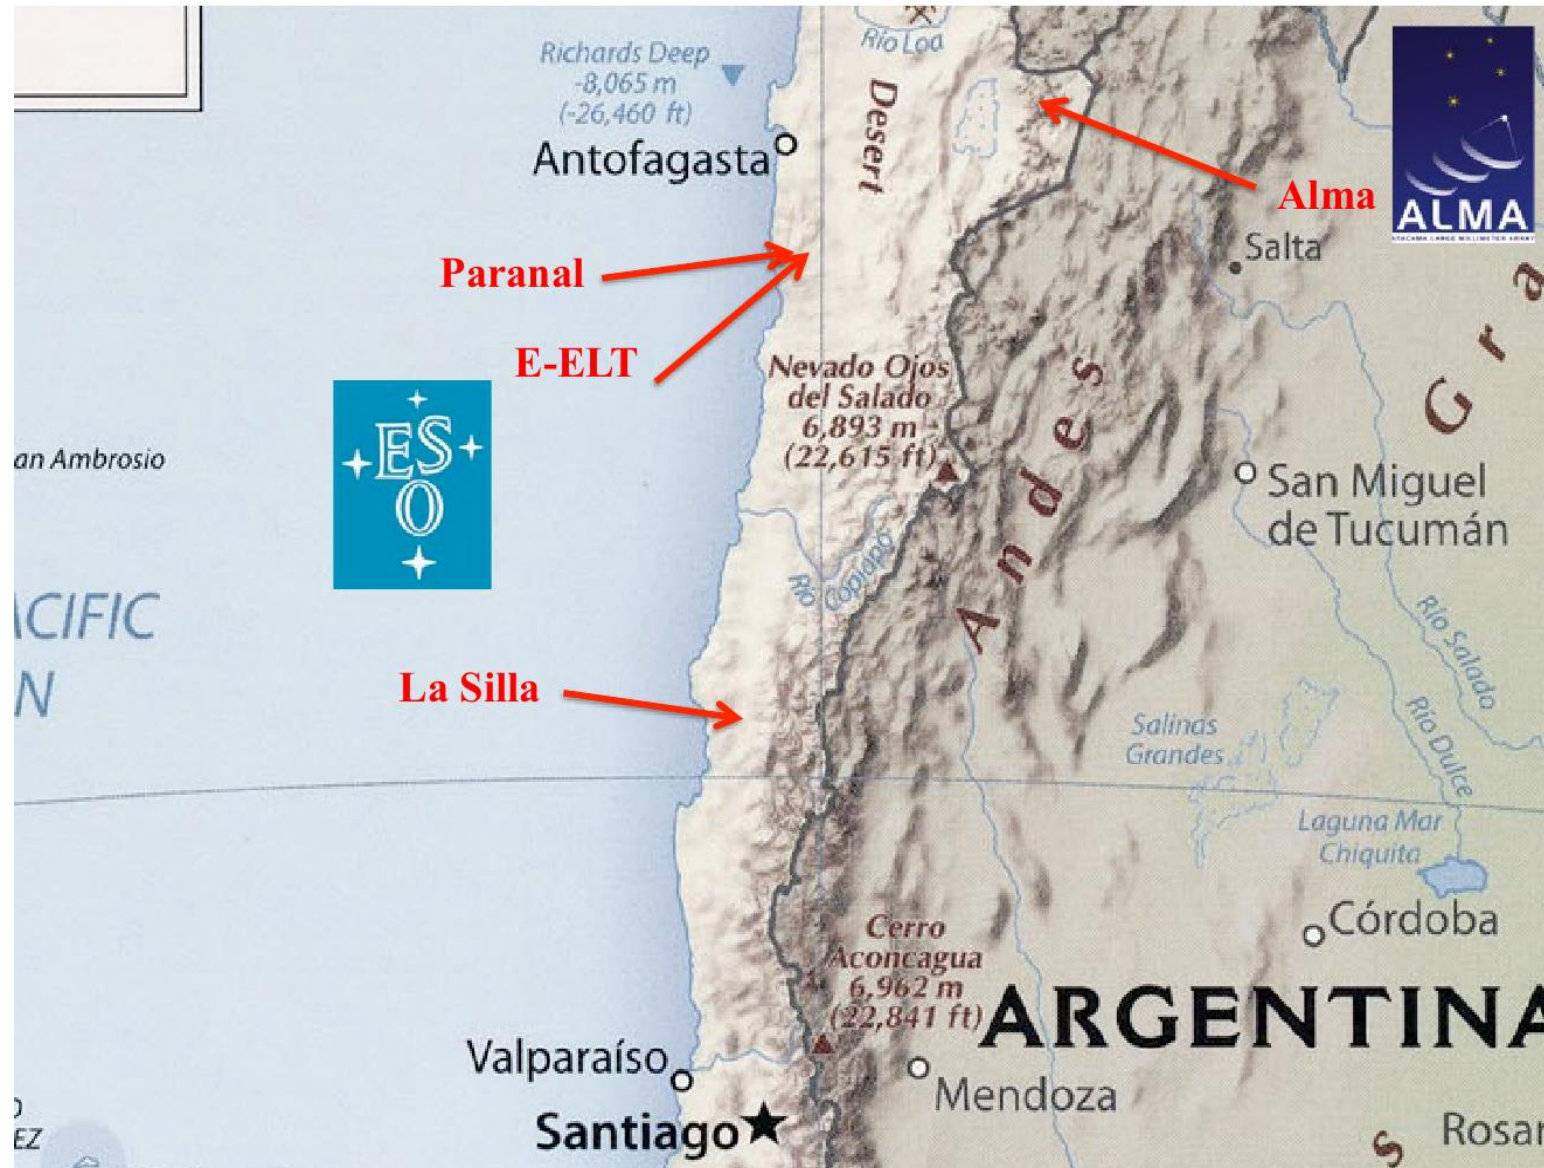 Richards Deep
-8,065 m
(-26,460 ft)
Antofagasta
Río Loa
Desert
Alma
ALMA
Salta
Paranal
E-ELT
Nevado Ojos
del Salado
6,893 m
(22,615 ft)
Gra
Andes
ESO
an Ambrosio
San Miguel
de Tucumán
Río Copiapó
ACIFIC
N
La Silla
Río Salado
Río Dulce
Salinas
Grandes
Laguna Mar
Chiquita
Córdoba
Cerro
Aconcagua
6,962 m
(22,841 ft)
ARGENTINA
Valparaíso
Mendoza
Santiago
EZ
s
Rosar